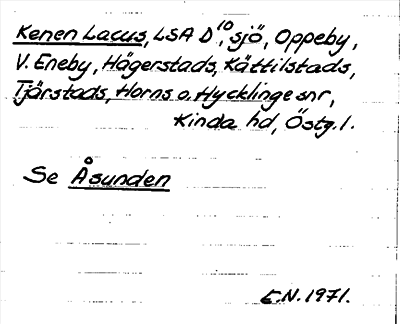 Kenen Lacus, LSA D¹⁰, sjö, Oppeby,
V. Eneby, Hägerstads, Kättilstads,
Tjärstads, Horns o. Hycklinge snr,
Kinda hd, Östg. l.
Se Åsunden
E.N. 1971.